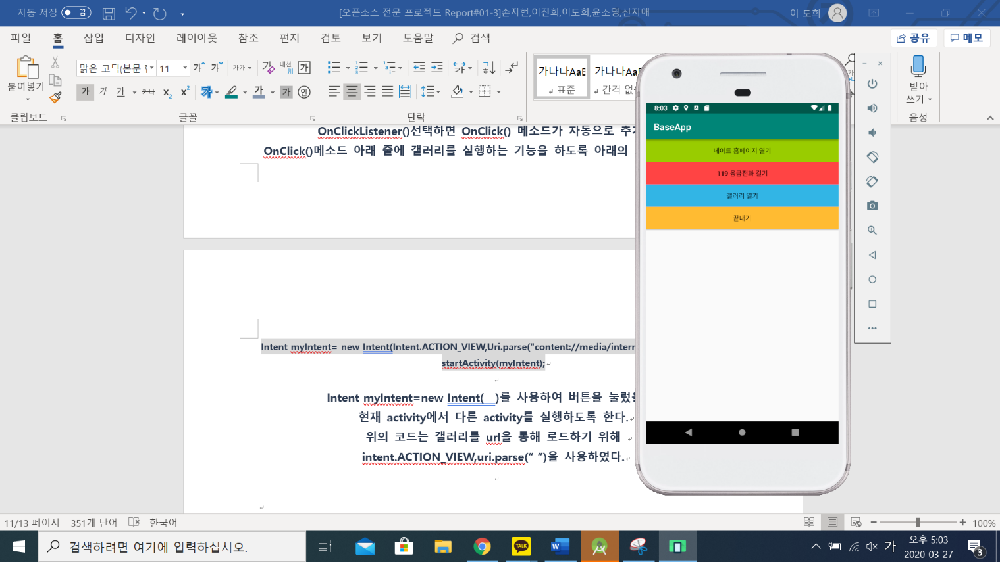 자동 저장 끔
[오픈소스 전문 프로젝트 Report#01-3]손지현,이진희,이도희,윤소영,신지애
이 도희
파일 홈 삽입 디자인 레이아웃 참조 편지 검토 보기 도움말 검색
공유 메모
붙여넣기
클립보드
맑은 고딕(본문 한 11
글꼴
단락
가나다AaB
표준
가나다AaB
간격 없
받아
쓰기
음성
OnClickListener()선택하면 OnClick() 메소드가 자동으로 추가
OnClick()메소드 아래 줄에 갤러리를 실행하는 기능을 하도록 아래의
Intent myIntent= new Intent(Intent.ACTION_VIEW,Uri.parse("content://media/intern
startActivity(myIntent);
Intent myIntent=new Intent( )를 사용하여 버튼을 눌렀을
현재 activity에서 다른 activity를 실행하도록 한다.
위의 코드는 갤러리를 url을 통해 로드하기 위해
intent.ACTION_VIEW,uri.parse(“ ”)을 사용하였다.
8:03
BaseApp
네이트 홈페이지 열기
119 응급전화 걸기
갤러리 열기
끝내기
11/13 페이지 351개 단어 한국어
100%
검색하려면 여기에 입력하십시오.
TALK
가
오후 5:03
2020-03-27
3